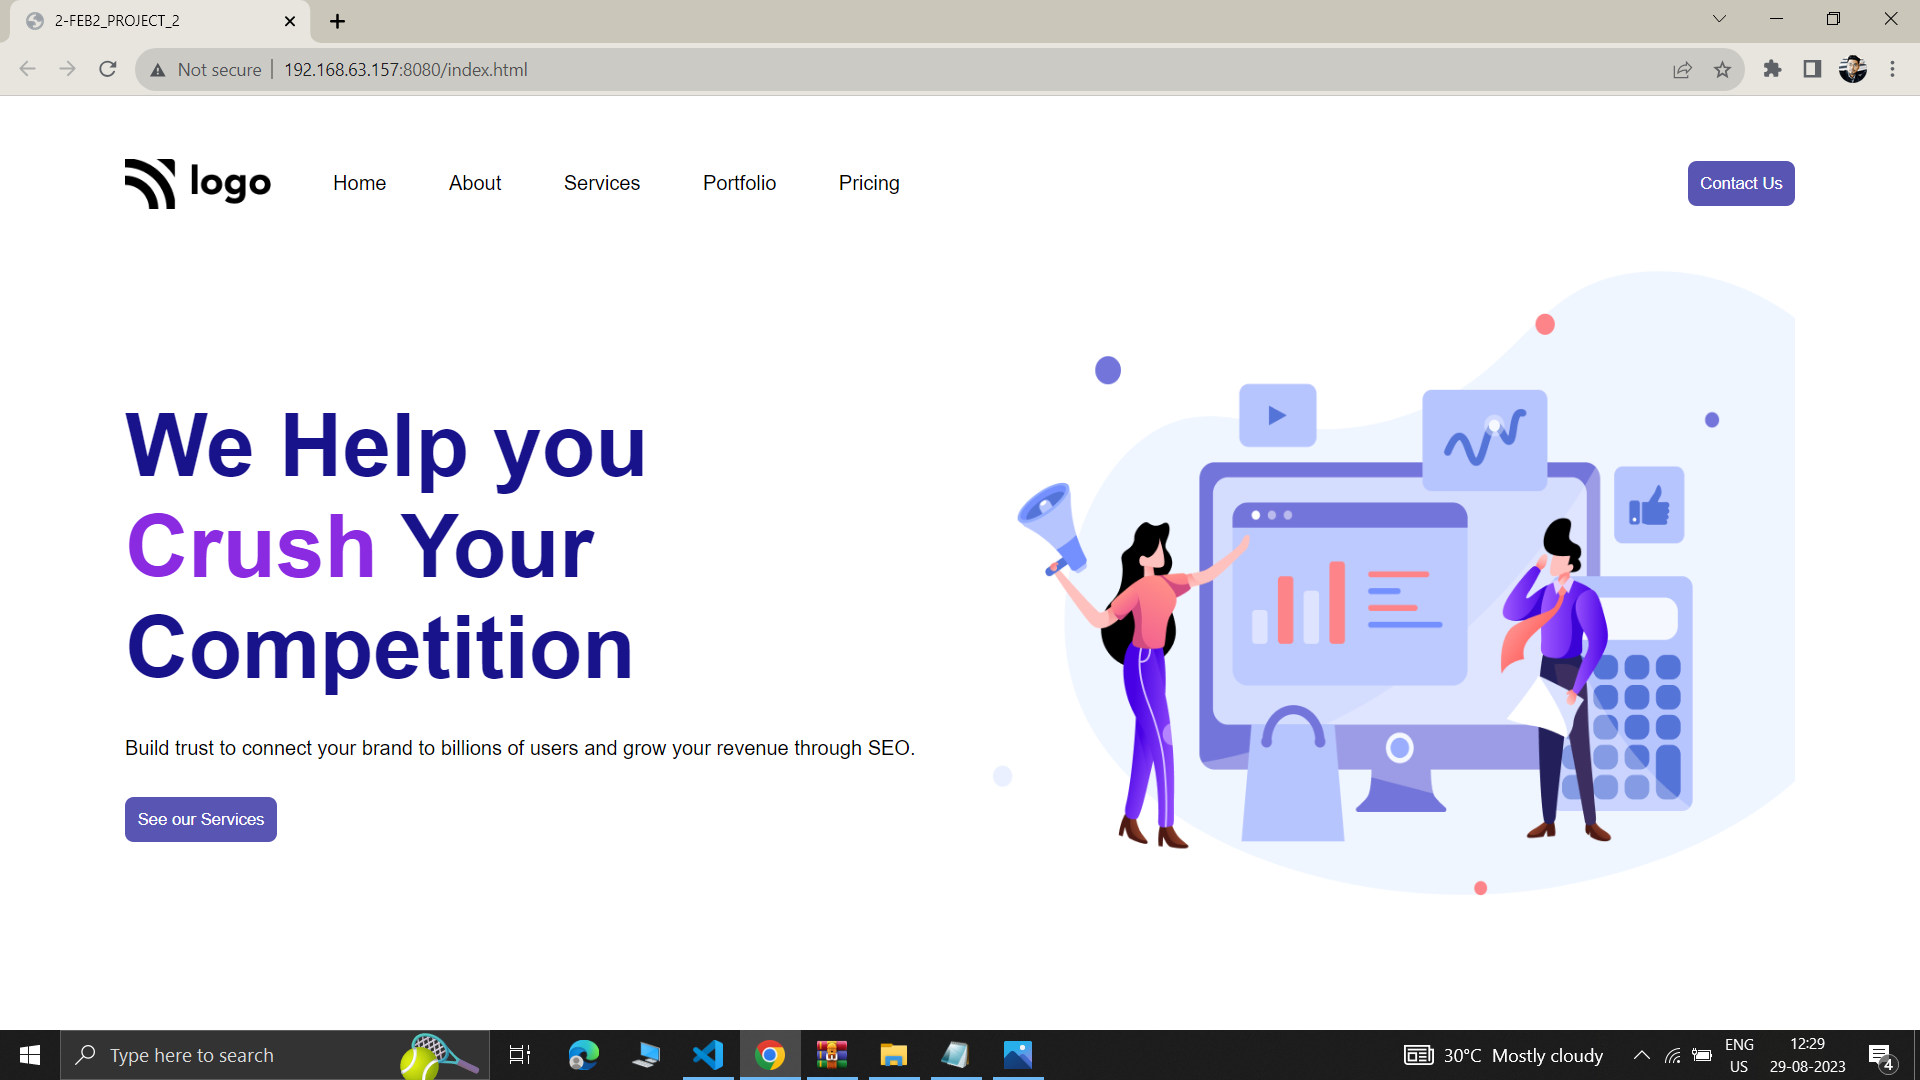 2-FEB2_PROJECT_2
Not secure | 192.168.63.157:8080/index.html
logo Home About Services Portfolio Pricing Contact Us
We Help you
Crush Your
Competition
Build trust to connect your brand to billions of users and grow your revenue through SEO.
See our Services
Type here to search
30°C Mostly cloudy
ENG
US
12:29
29-08-2023
4